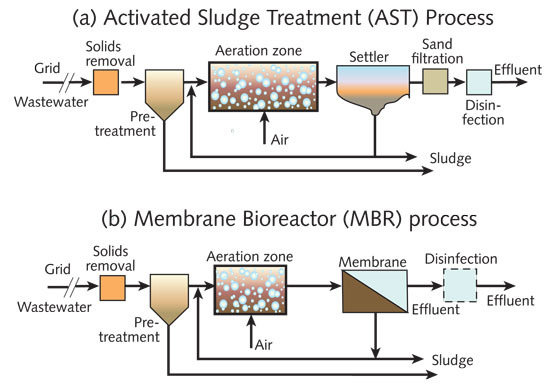 (a) Activated Sludge Treatment (AST) Process
Solids
removal
Aeration zone
Settler
Sand
filtration
Grid
Effluent
Wastewater
Pre-
treatment
Disin-
fection
Air
Sludge
(b) Membrane Bioreactor (MBR) process
Solids
removal
Aeration zone
Membrane
Disinfection
Grid
Wastewater
Effluent
Effluent
Pre-
treatment
Air
Sludge